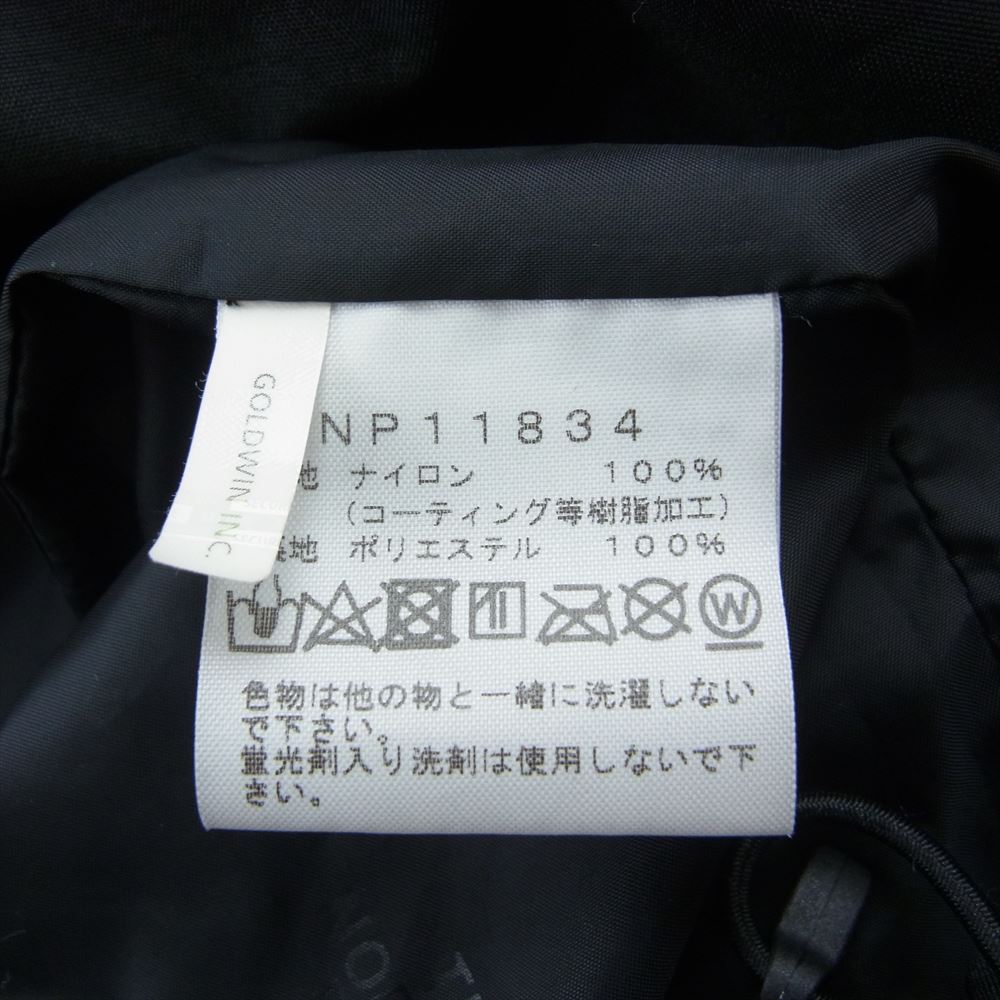 GOLDWIN INC
NP11834
地 ナイロン 100%
(コーティング等樹脂加工)
地 ポリエステル 100%
W
色物は他の物と一緒に洗濯しない
で下さい。
蛍光剤入り洗剤は使用しないで下
さい。